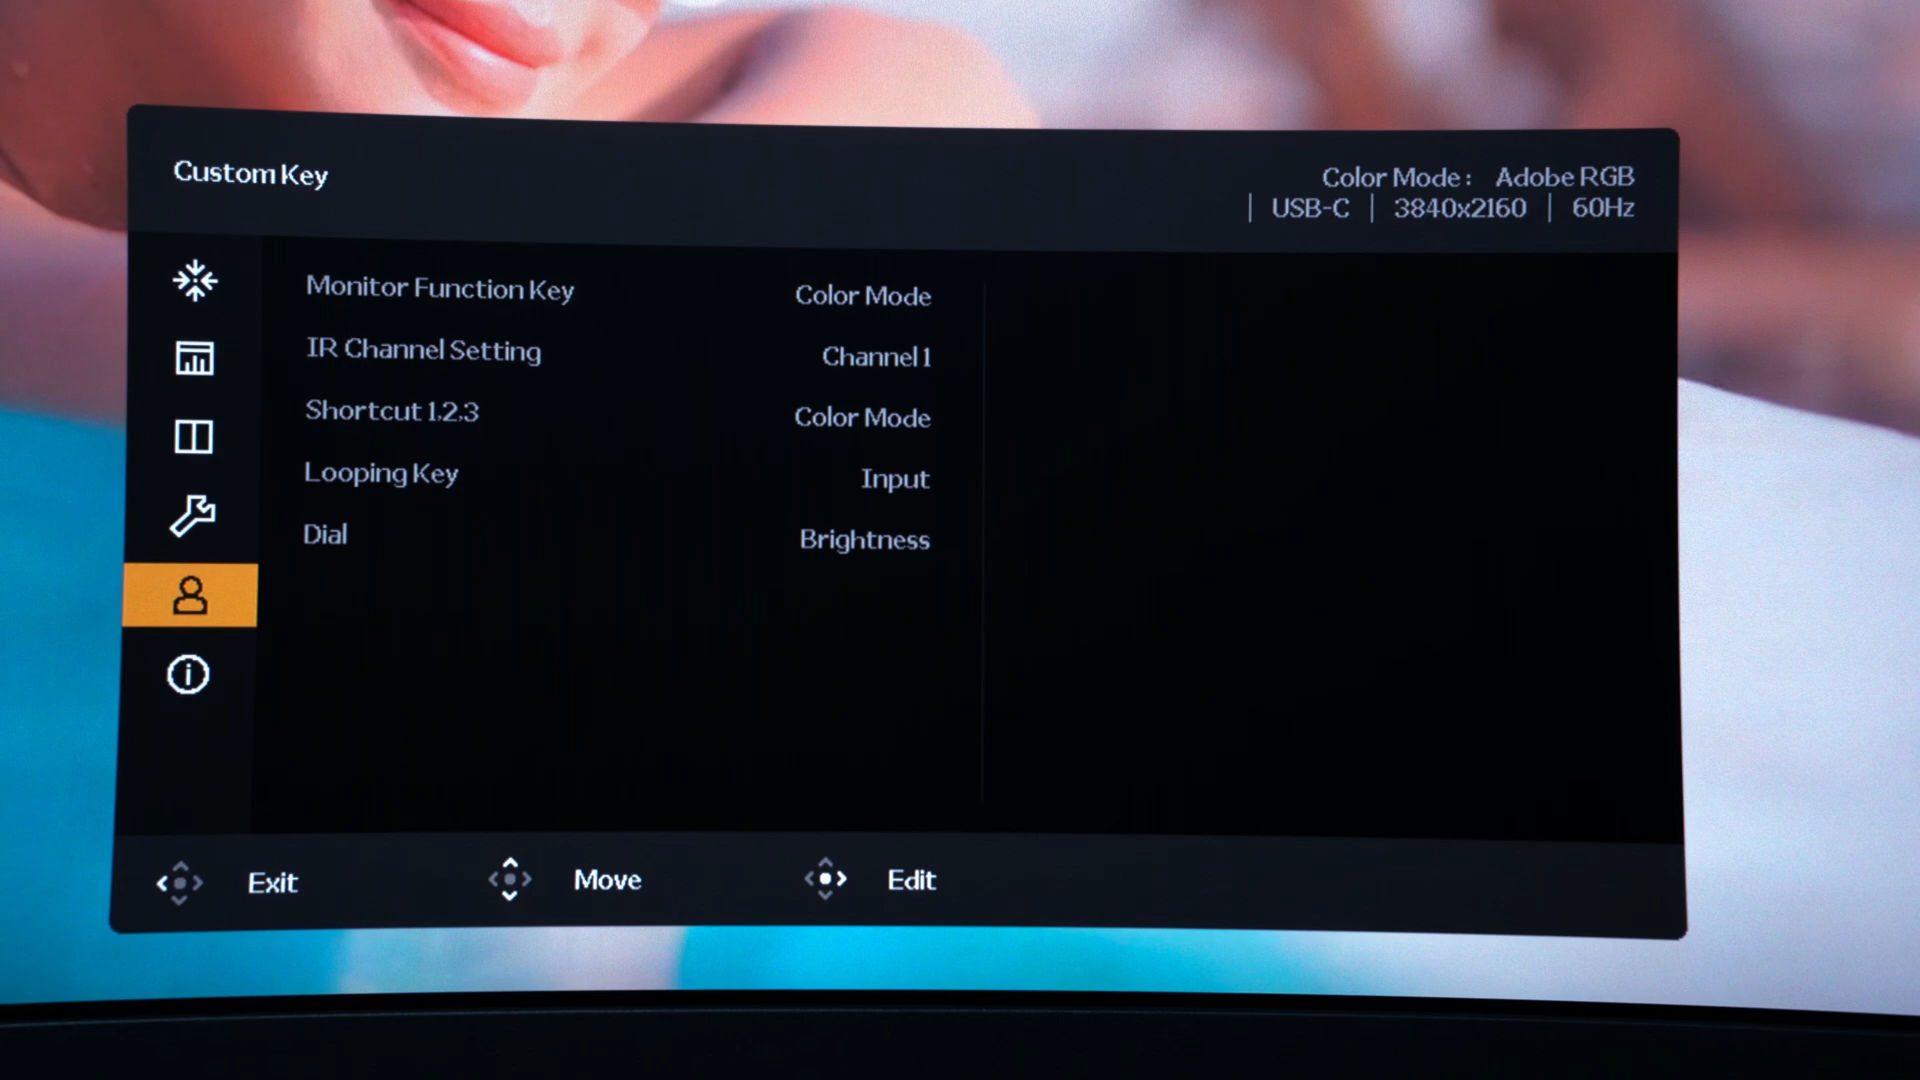 Custom Key
Color Mode: Adobe RGB
| USB-C | 3840x2160 | 60Hz
Monitor Function Key Color Mode
IR Channel Setting Channel 1
Shortcut 1,2,3 Color Mode
Looping Key Input
Dial Brightness
Exit Move Edit